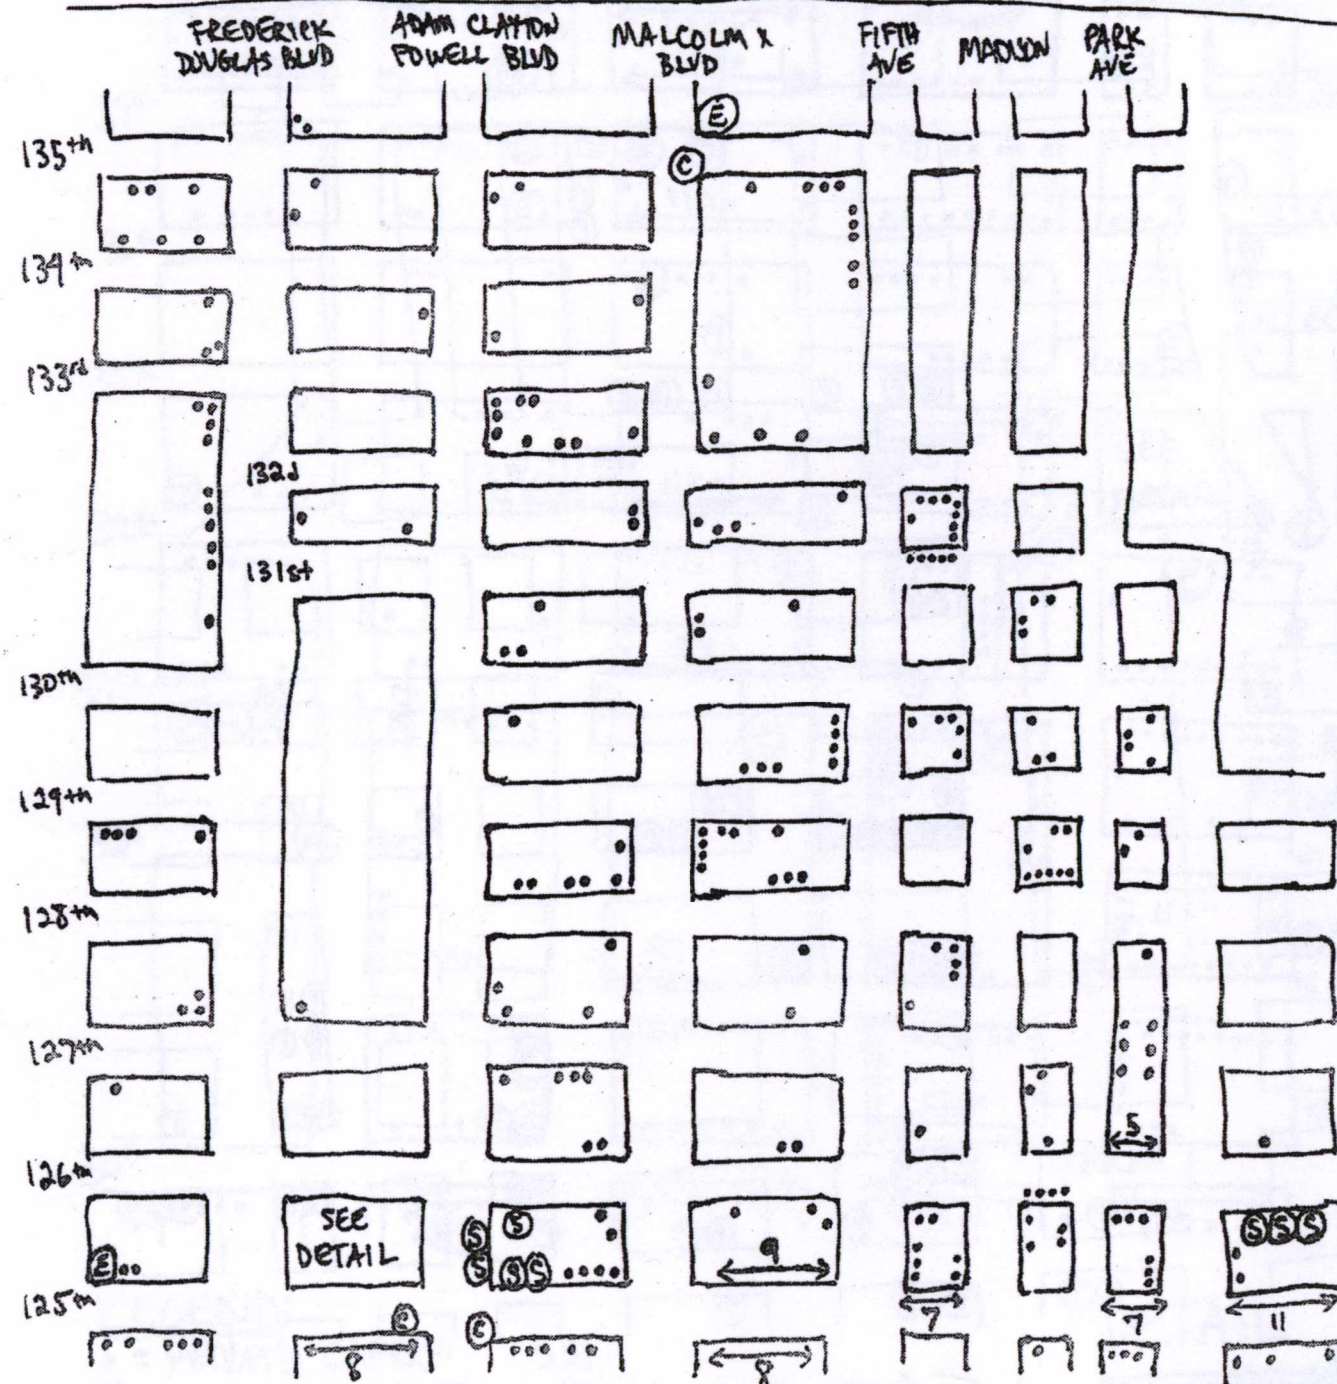 FREDERICK
DOUGLAS BLVD
ADAM CLAYTON
POWELL BLVD
MALCOLM X
BLVD
FIFTH
AVE
MADISON
PARK
AVE
E
135th
C
134th
133rd
132d
131st
130th
129th
128th
127th
5
126th
SEE
DETAIL
S
S
S
S
S
9
S S S
E
125th
C
C
7
7
11
8
8